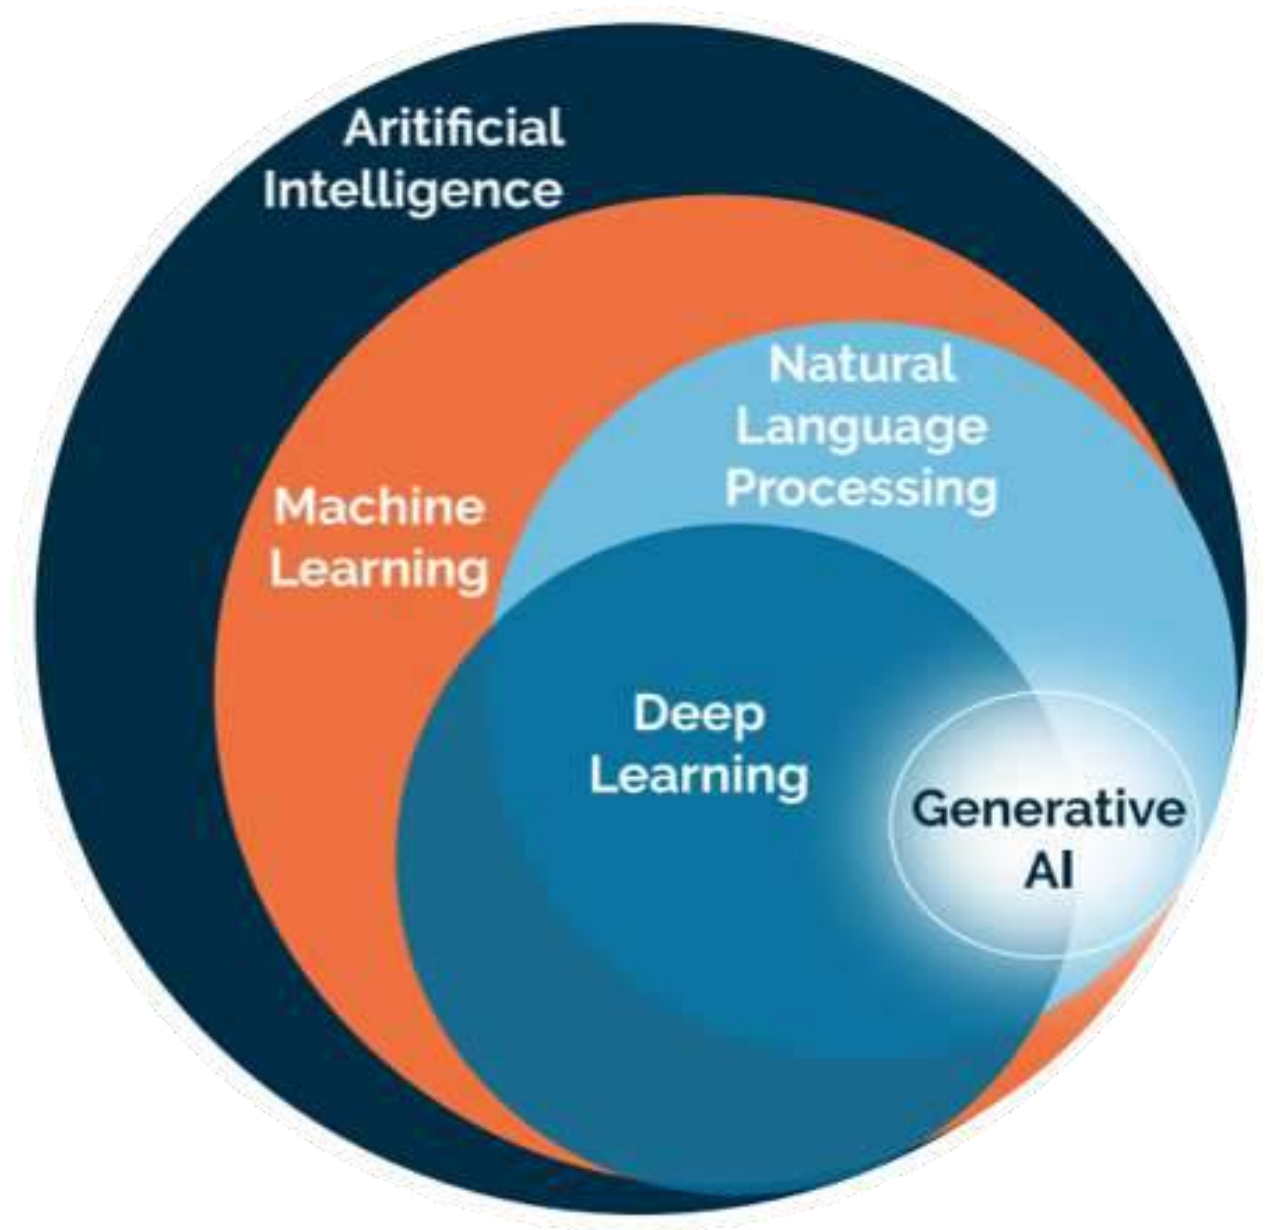 Aritificial
Intelligence
Natural
Language
Processing
Machine
Learning
Deep
Learning
Generative
AI